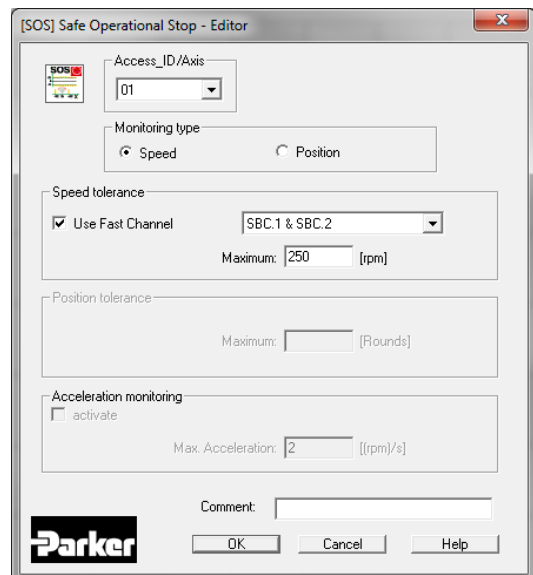 [SOS] Safe Operational Stop - Editor
SOS
Access_ID/Axis
01
Monitoring type
Speed
Position
Speed tolerance
Use Fast Channel
SBC.1 & SBC.2
Maximum: 250 [rpm]
Position tolerance
Maximum: [Rounds]
Acceleration monitoring
activate
Max. Acceleration: 2 [(rpm)/s]
Comment:
Parker
OK Cancel Help